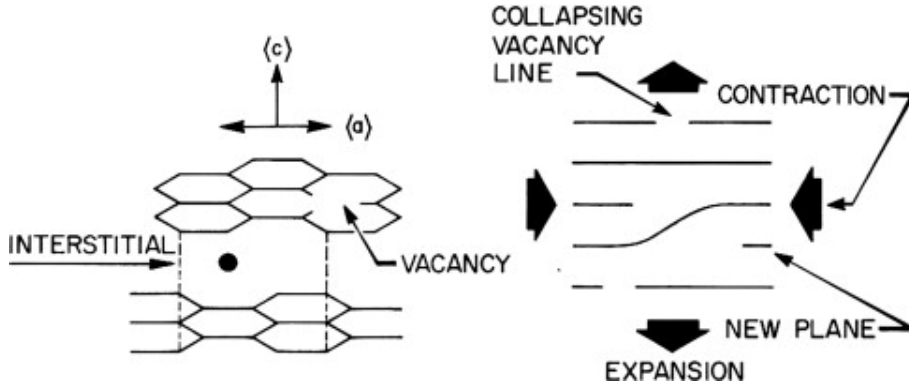 ⟨c⟩
⟨a⟩
INTERSTITIAL
VACANCY
COLLAPSING
VACANCY
LINE
CONTRACTION
NEW PLANE
EXPANSION